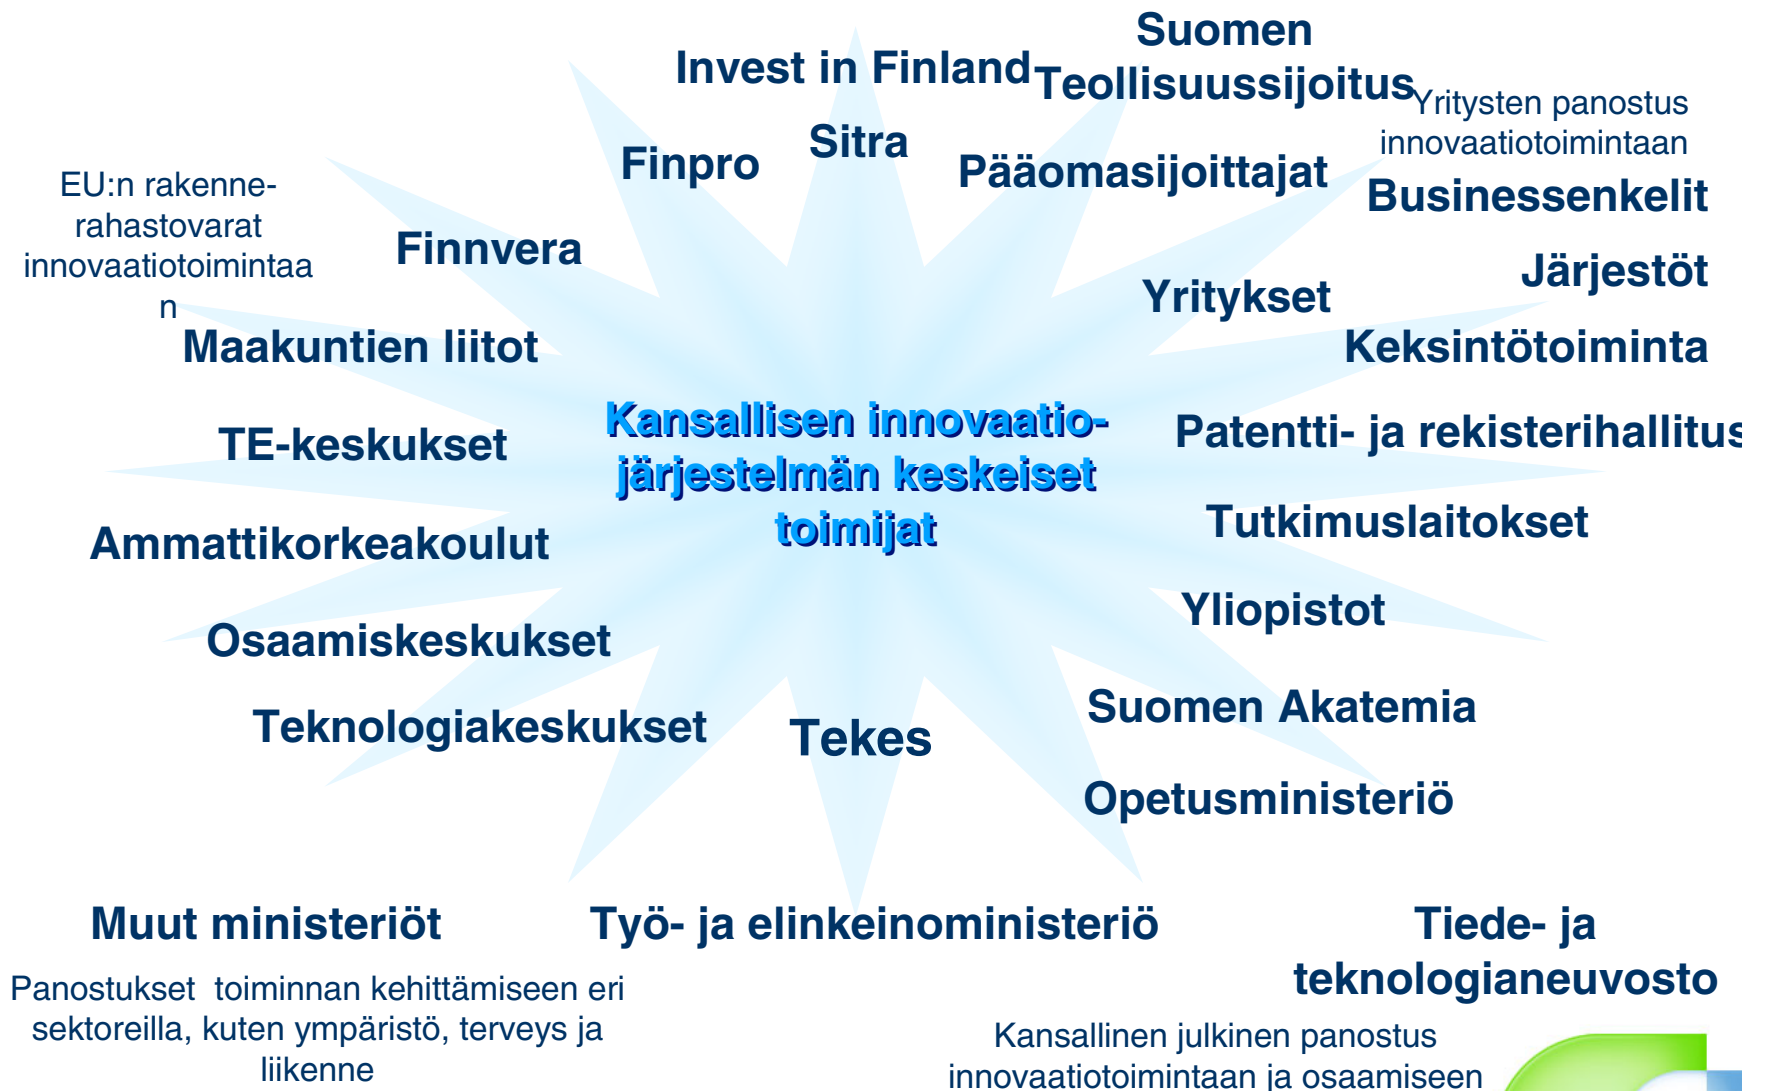 Suomen
Invest in Finland
Teollisuussijoitus
Yritysten panostus
innovaatiotoimintaan
Sitra
Finpro
Pääomasijoittajat
Businessenkelit
EU:n rakenne-
rahastovarat
innovaatiotoimintaa
n
Finnvera
Järjestöt
Yritykset
Maakuntien liitot
Keksintötoiminta
Kansallisen innovaatio-
järjestelmän keskeiset
toimijat
TE-keskukset
Patentti- ja rekisterihallitus
Ammattikorkeakoulut
Tutkimuslaitokset
Yliopistot
Osaamiskeskukset
Suomen Akatemia
Teknologiakeskukset
Tekes
Opetusministeriö
Muut ministeriöt
Työ- ja elinkeinoministeriö
Tiede- ja
teknologianeuvosto
Panostukset  toiminnan kehittämiseen eri
sektoreilla, kuten ympäristö, terveys ja
liikenne
Kansallinen julkinen panostus
innovaatiotoimintaan ja osaamiseen